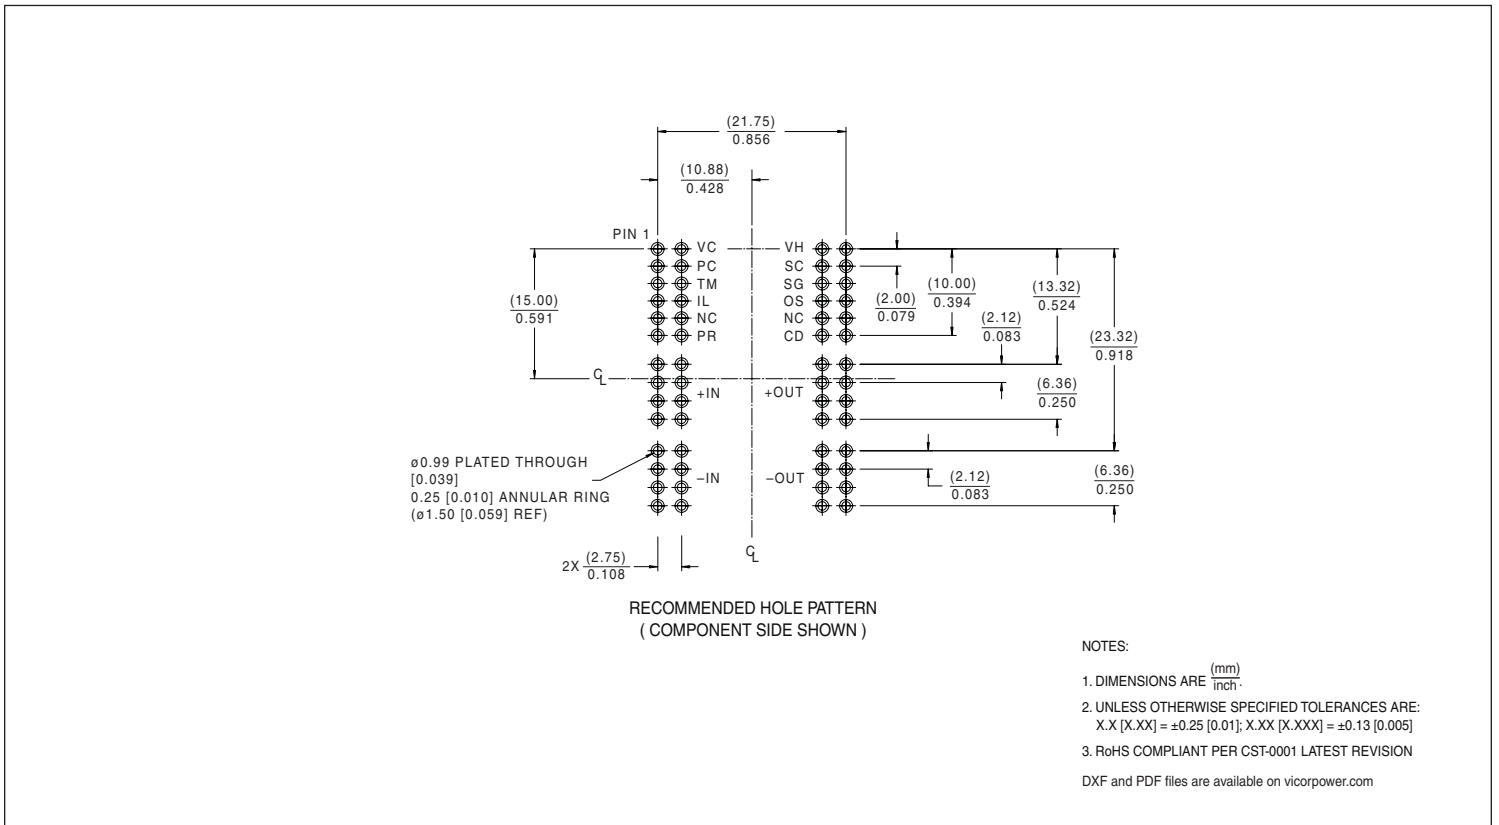 (21.75)
0.856
(10.88)
0.428
PIN 1
VC
VH
PC
SC
TM
SG
IL
OS
NC
NC
PR
CD
(15.00)
0.591
(2.00)
0.079
(10.00)
0.394
(2.12)
0.083
(13.32)
0.524
(23.32)
0.918
CL
+IN
+OUT
(6.36)
0.250
ø0.99 PLATED THROUGH
[0.039]
0.25 [0.010] ANNULAR RING
(ø1.50 [0.059] REF)
–IN
–OUT
(2.12)
0.083
(6.36)
0.250
CL
2X (2.75)
0.108
RECOMMENDED HOLE PATTERN
( COMPONENT SIDE SHOWN )
NOTES:
1. DIMENSIONS ARE (mm)
inch.
2. UNLESS OTHERWISE SPECIFIED TOLERANCES ARE:
X.X [X.XX] = ±0.25 [0.01]; X.XX [X.XXX] = ±0.13 [0.005]
3. RoHS COMPLIANT PER CST-0001 LATEST REVISION
DXF and PDF files are available on vicorpower.com